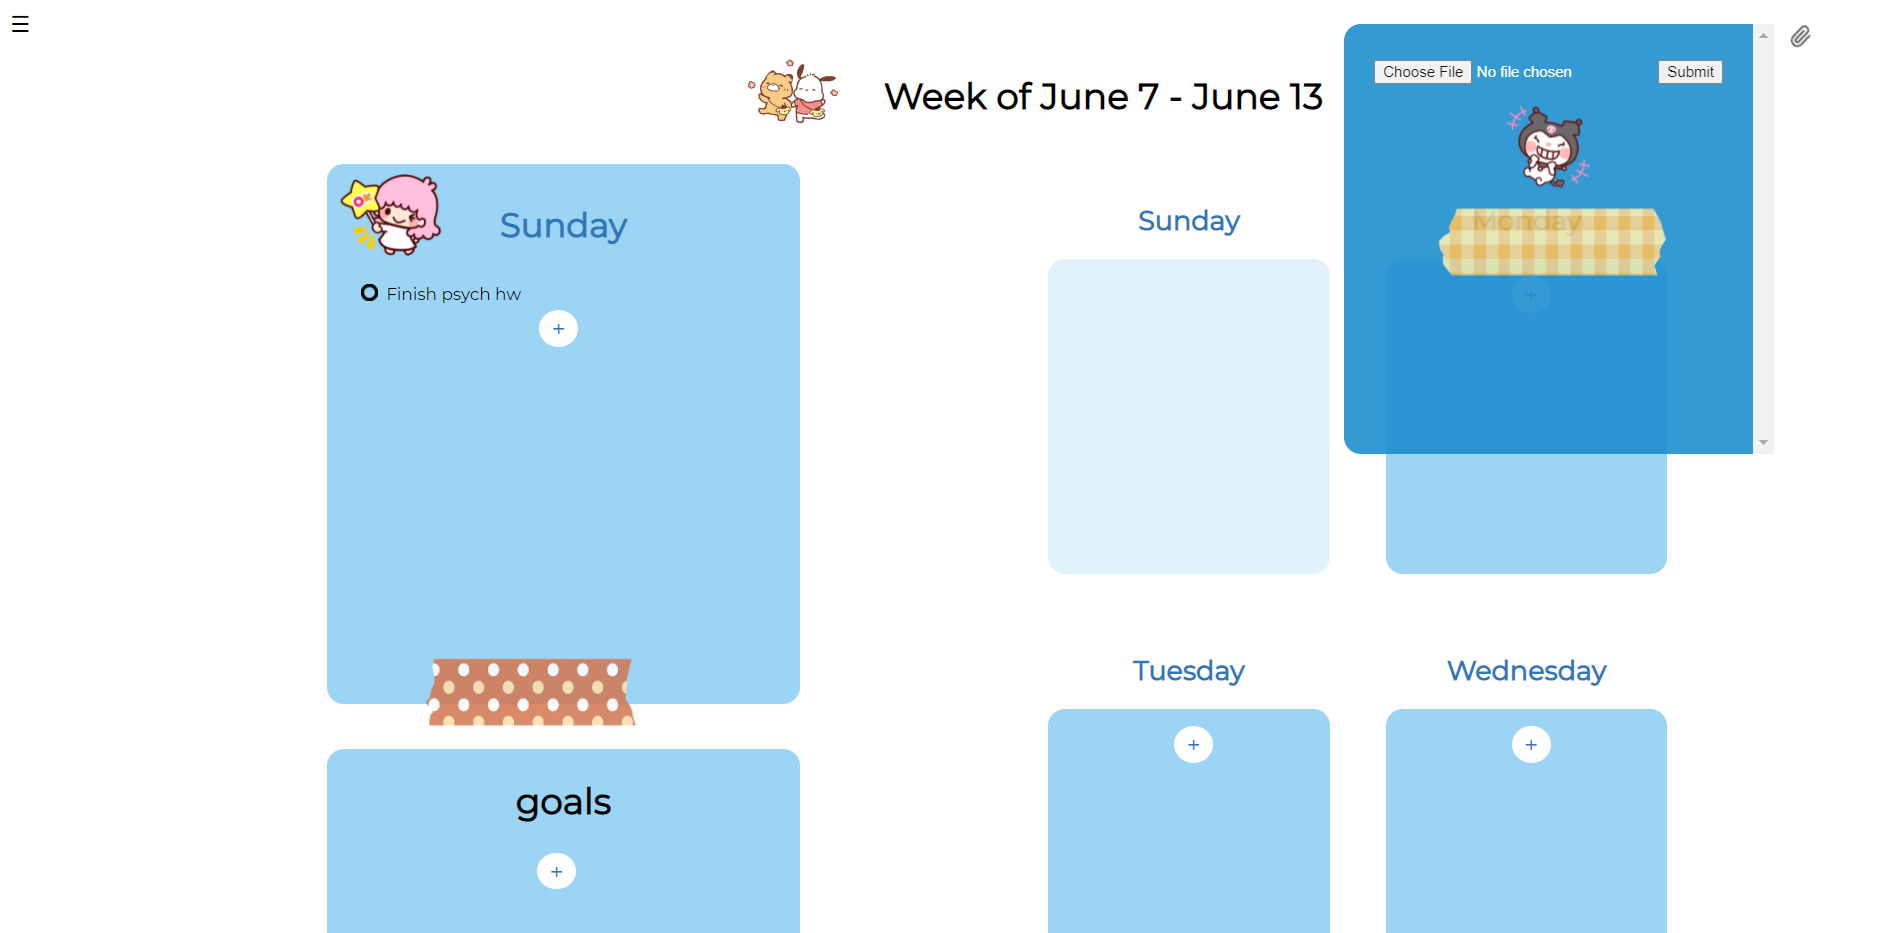 ☰
Week of June 7 - June 13
Choose File No file chosen
Submit
OK
Sunday
Finish psych hw
+
Sunday
Monday
+
Tuesday
Wednesday
+
+
goals
+